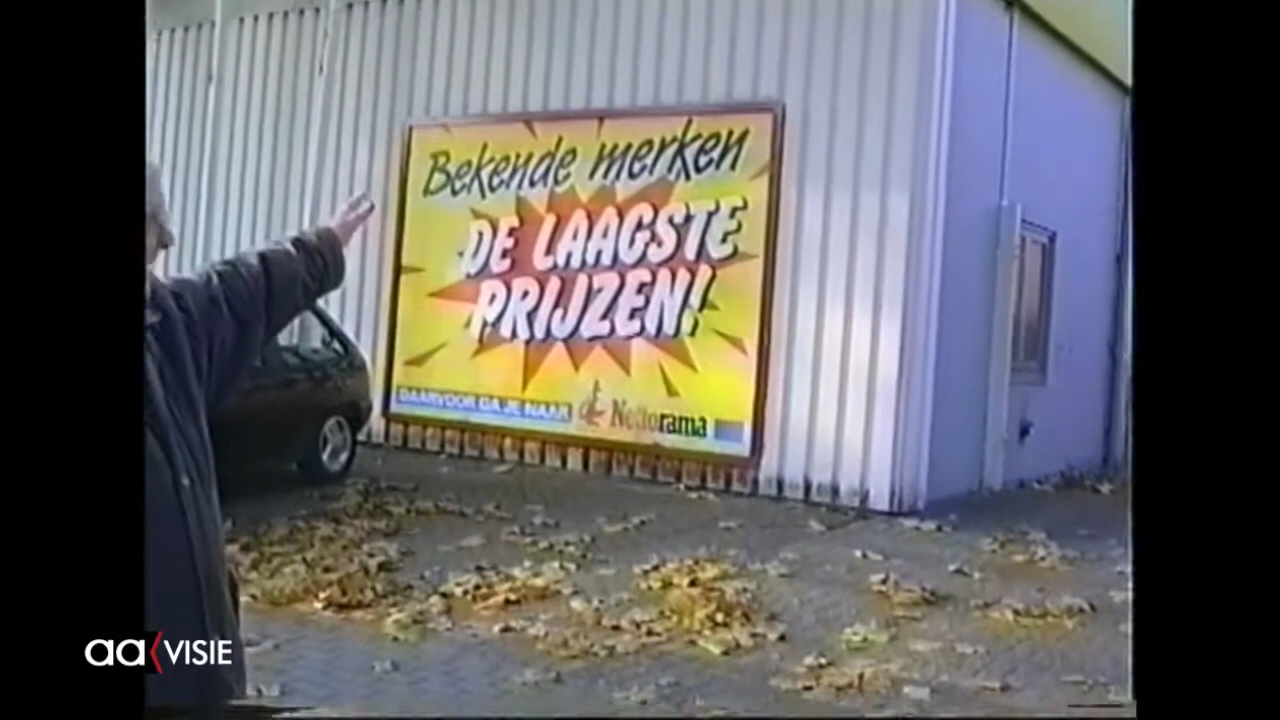 Bekende merken
DE LAAGSTE
PRIJZEN!
DAARVOOR GA JE NAAR Nettorama
aa VISIE